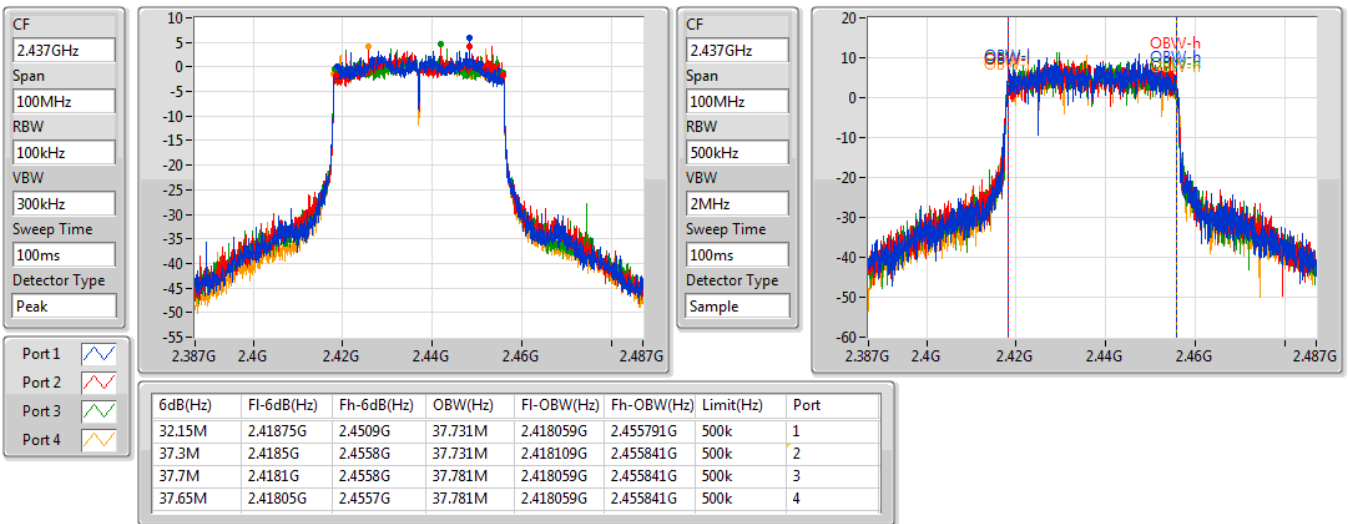 CF
2.437GHz
Span
100MHz
RBW
100kHz
VBW
300kHz
Sweep Time
100ms
Detector Type
Peak
10
5
0
-5
-10
-15
-20
-25
-30
-35
-40
-45
-50
-55
2.387G 2.4G 2.42G 2.44G 2.46G 2.487G
CF
2.437GHz
Span
100MHz
RBW
500kHz
VBW
2MHz
Sweep Time
100ms
Detector Type
Sample
20
10
0
-10
-20
-30
-40
-50
-60
OBW-l
OBW-h
OBW-h
OBW-h
2.387G 2.4G 2.42G 2.44G 2.46G 2.487G
Port 1
Port 2
Port 3
Port 4
6dB(Hz) Fl-6dB(Hz) Fh-6dB(Hz) OBW(Hz) Fl-OBW(Hz) Fh-OBW(Hz) Limit(Hz) Port
32.15M 2.41875G 2.4509G 37.731M 2.418059G 2.455791G 500k 1
37.3M 2.4185G 2.4558G 37.731M 2.418109G 2.455841G 500k 2
37.7M 2.4181G 2.4558G 37.781M 2.418059G 2.455841G 500k 3
37.65M 2.41805G 2.4557G 37.781M 2.418059G 2.455841G 500k 4